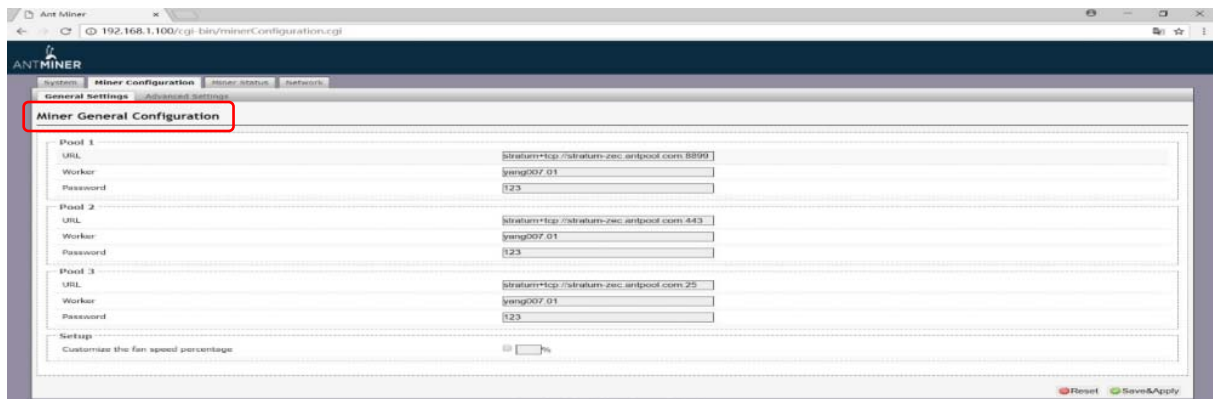 Ant Miner
192.168.1.100/cgi-bin/minerConfiguration.cgi
ANTMINER
System Miner Configuration Miner Status Network
General Settings Advanced Settings
Miner General Configuration
Pool 1
URL stratum+tcp://stratum-zec.antpool.com:8899
Worker yang007.01
Password 123
Pool 2
URL stratum+tcp://stratum-zec.antpool.com:443
Worker yang007.01
Password 123
Pool 3
URL stratum+tcp://stratum-zec.antpool.com:25
Worker yang007.01
Password 123
Setup
Customize the fan speed percentage %
Reset Save&Apply